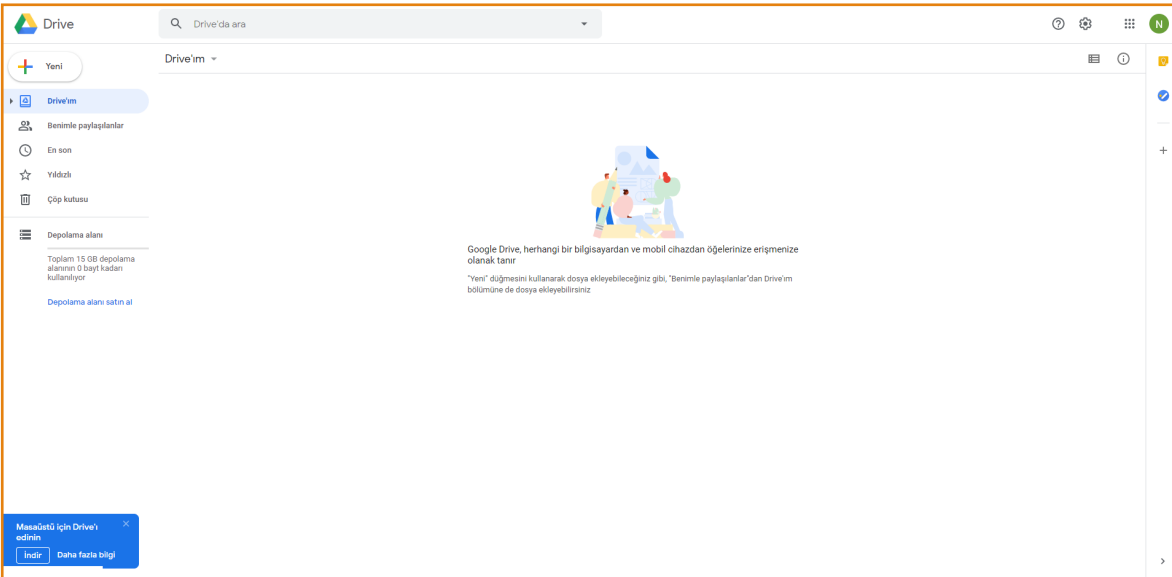 Drive
Drive'da ara
N
Yeni
Drive'ım
Drive'ım
Benimle paylaşılanlar
En son
Yıldızlı
Çöp kutusu
Depolama alanı
Toplam 15 GB depolama
alanının 0 bayt kadarı
kullanılıyor
Depolama alanı satın al
Google Drive, herhangi bir bilgisayardan ve mobil cihazdan öğelerinize erişmenize
olanak tanır
"Yeni" düğmesini kullanarak dosya ekleyebileceğiniz gibi, "Benimle paylaşılanlar"dan Drive'ım
bölümüne de dosya ekleyebilirsiniz
Masaüstü için Drive'ı
edinin
İndir Daha fazla bilgi